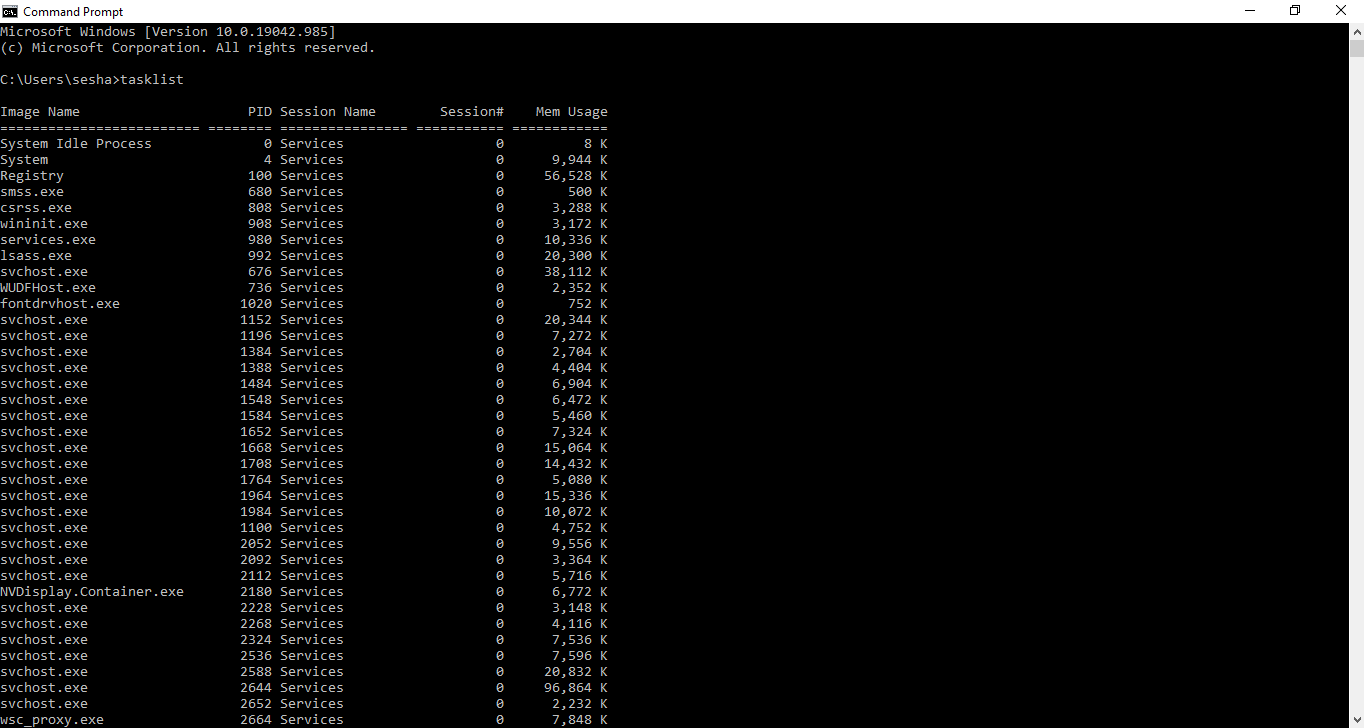 Command Prompt
Microsoft Windows [Version 10.0.19042.985]
(c) Microsoft Corporation. All rights reserved.
C:\Users\sesha>tasklist
Image Name                     PID Session Name        Session#    Mem Usage
========================= ======== ================ =========== ============
System Idle Process              0 Services                   0          8 K
System                           4 Services                   0      9,944 K
Registry                       100 Services                   0     56,528 K
smss.exe                       680 Services                   0        500 K
csrss.exe                      808 Services                   0      3,288 K
wininit.exe                    908 Services                   0      3,172 K
services.exe                   980 Services                   0     10,336 K
lsass.exe                      992 Services                   0     20,300 K
svchost.exe                    676 Services                   0     38,112 K
WUDFHost.exe                   736 Services                   0      2,352 K
fontdrvhost.exe               1020 Services                   0        752 K
svchost.exe                   1152 Services                   0     20,344 K
svchost.exe                   1196 Services                   0      7,272 K
svchost.exe                   1384 Services                   0      2,704 K
svchost.exe                   1388 Services                   0      4,404 K
svchost.exe                   1484 Services                   0      6,904 K
svchost.exe                   1548 Services                   0      6,472 K
svchost.exe                   1584 Services                   0      5,460 K
svchost.exe                   1652 Services                   0      7,324 K
svchost.exe                   1668 Services                   0     15,064 K
svchost.exe                   1708 Services                   0     14,432 K
svchost.exe                   1764 Services                   0      5,080 K
svchost.exe                   1964 Services                   0     15,336 K
svchost.exe                   1984 Services                   0     10,072 K
svchost.exe                   1100 Services                   0      4,752 K
svchost.exe                   2052 Services                   0      9,556 K
svchost.exe                   2092 Services                   0      3,364 K
svchost.exe                   2112 Services                   0      5,716 K
NVDisplay.Container.exe       2180 Services                   0      6,772 K
svchost.exe                   2228 Services                   0      3,148 K
svchost.exe                   2268 Services                   0      4,116 K
svchost.exe                   2324 Services                   0      7,536 K
svchost.exe                   2536 Services                   0      7,596 K
svchost.exe                   2588 Services                   0     20,832 K
svchost.exe                   2644 Services                   0     96,864 K
svchost.exe                   2652 Services                   0      2,232 K
wsc_proxy.exe                 2664 Services                   0      7,848 K